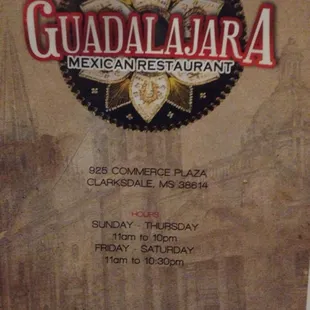 GUADALAJARA
MEXICAN RESTAURANT
925 COMMERCE PLAZA
CLARKSDALE, MS 38614
HOURS
SUNDAY - THURSDAY
11am to 10pm
FRIDAY - SATURDAY
11am to 10:30pm